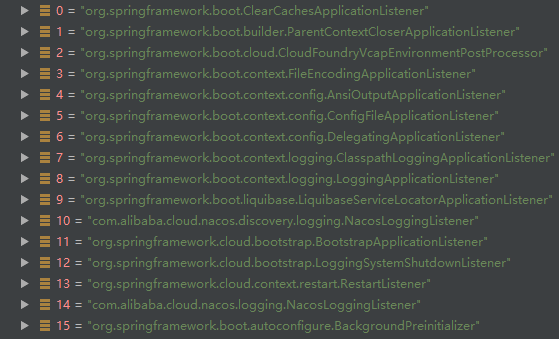 0 = "org.springframework.boot.ClearCachesApplicationListener"
1 = "org.springframework.boot.builder.ParentContextCloserApplicationListener"
2 = "org.springframework.boot.cloud.CloudFoundryVcapEnvironmentPostProcessor"
3 = "org.springframework.boot.context.FileEncodingApplicationListener"
4 = "org.springframework.boot.context.config.AnsiOutputApplicationListener"
5 = "org.springframework.boot.context.config.ConfigFileApplicationListener"
6 = "org.springframework.boot.context.config.DelegatingApplicationListener"
7 = "org.springframework.boot.context.logging.ClasspathLoggingApplicationListener"
8 = "org.springframework.boot.context.logging.LoggingApplicationListener"
9 = "org.springframework.boot.liquibase.LiquibaseServiceLocatorApplicationListener"
10 = "com.alibaba.cloud.nacos.discovery.logging.NacosLoggingListener"
11 = "org.springframework.cloud.bootstrap.BootstrapApplicationListener"
12 = "org.springframework.cloud.bootstrap.LoggingSystemShutdownListener"
13 = "org.springframework.cloud.context.restart.RestartListener"
14 = "com.alibaba.cloud.nacos.logging.NacosLoggingListener"
15 = "org.springframework.boot.autoconfigure.BackgroundPreinitializer"